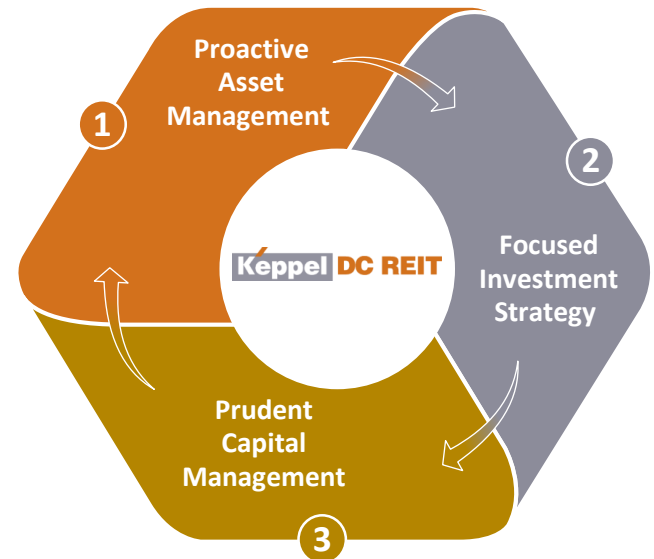 Proactive
Asset
Management
1
2
Focused
Investment
Strategy
Keppel DC REIT
Prudent
Capital
Management
3